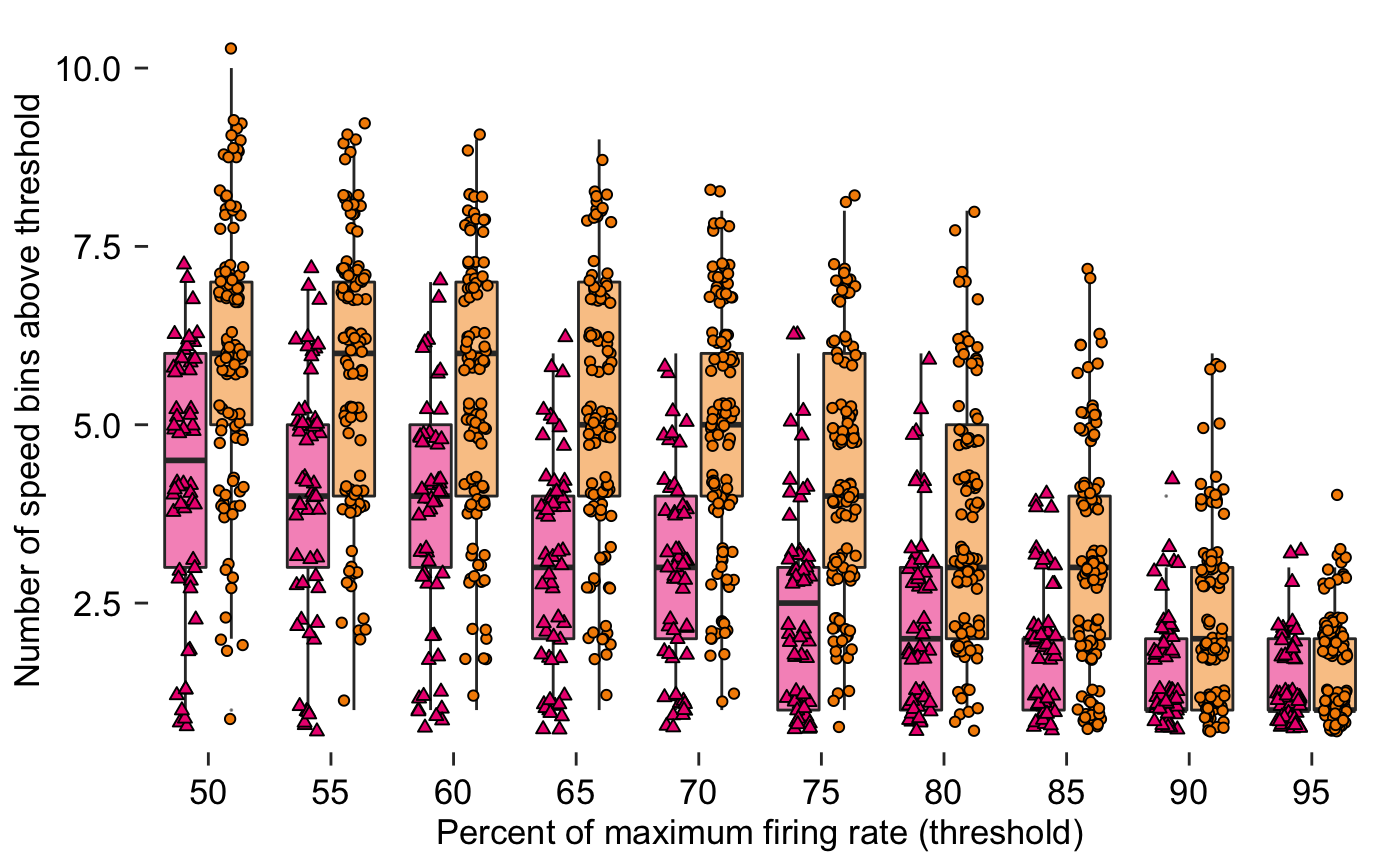 Number of speed bins above threshold
10.0
7.5
5.0
2.5
50 55 60 65 70 75 80 85 90 95
Percent of maximum firing rate (threshold)